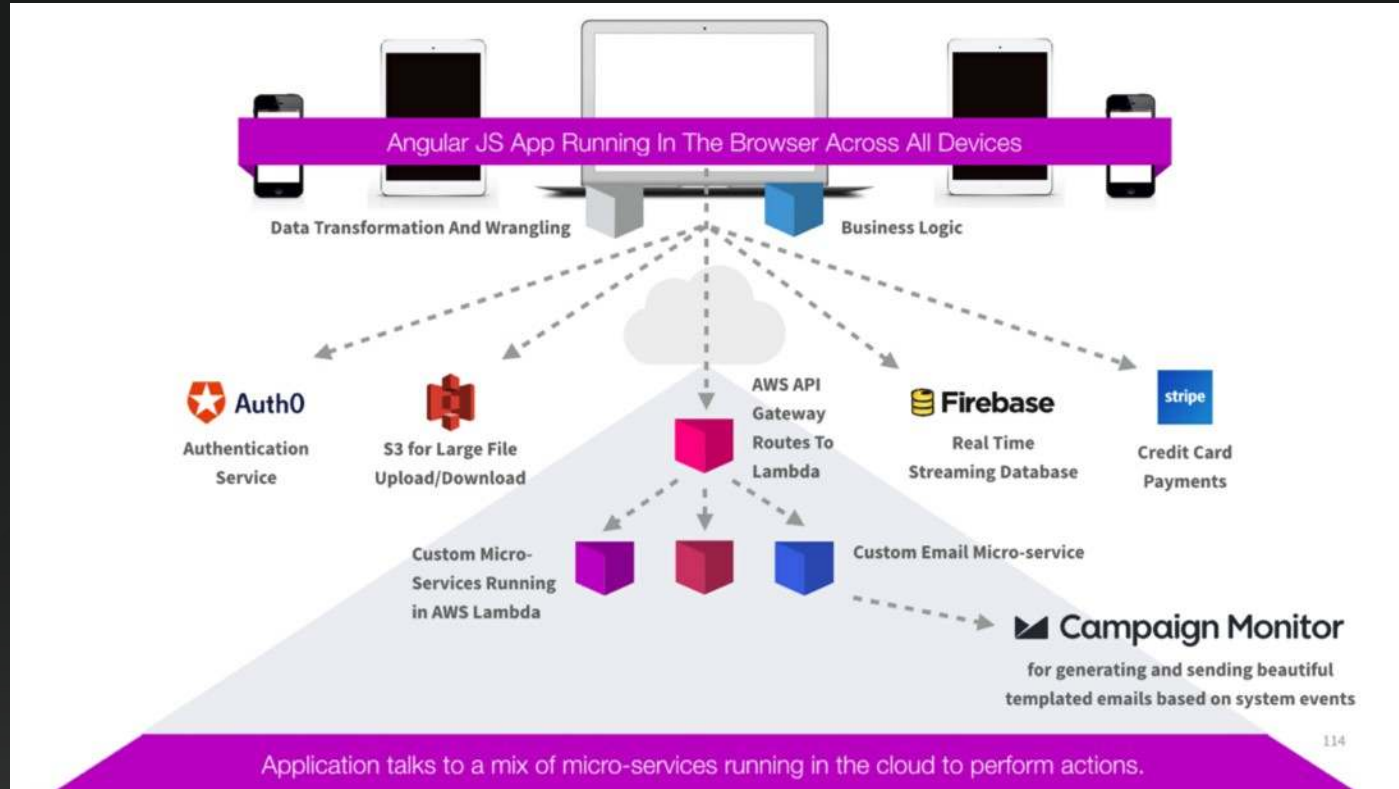 Angular JS App Running In The Browser Across All Devices
Data Transformation And Wrangling
Business Logic
Auth0
Authentication
Service
S3 for Large File
Upload/Download
AWS API
Gateway
Routes To
Lambda
Firebase
Real Time
Streaming Database
stripe
Credit Card
Payments
Custom Micro-
Services Running
in AWS Lambda
Custom Email Micro-service
Campaign Monitor
for generating and sending beautiful
templated emails based on system events
114
Application talks to a mix of micro-services running in the cloud to perform actions.